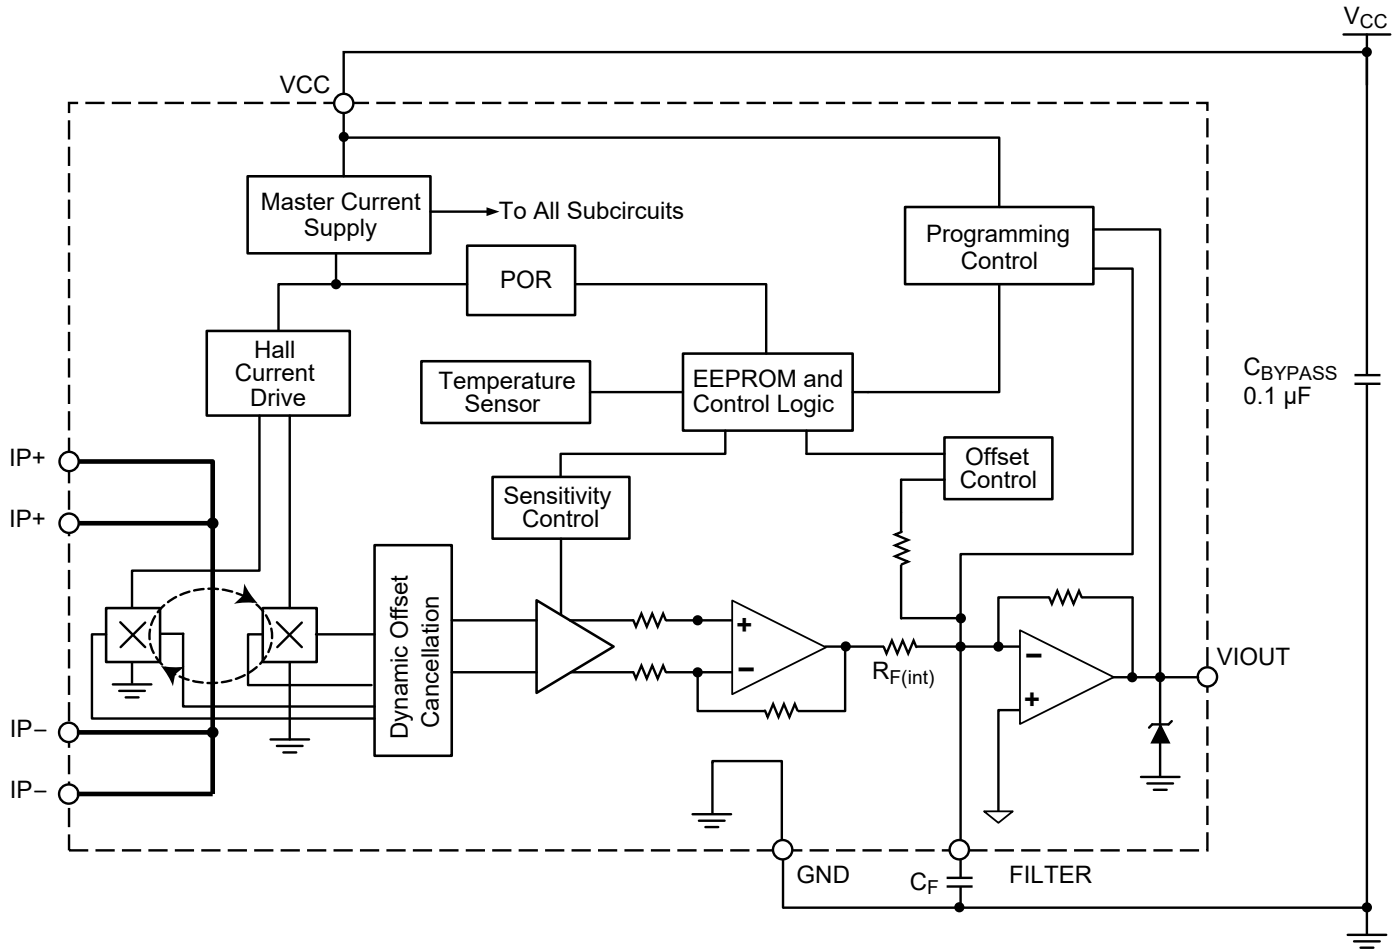 VCC
VCC
Master Current
Supply
To All Subcircuits
Programming
Control
POR
Hall
Current
Drive
Temperature
Sensor
EEPROM and
Control Logic
CBYPASS
0.1 µF
IP+
IP+
Sensitivity
Control
Offset
Control
Dynamic Offset
Cancellation
+
–
RF(int)
–
+
VIOUT
IP–
IP–
GND
CF
FILTER